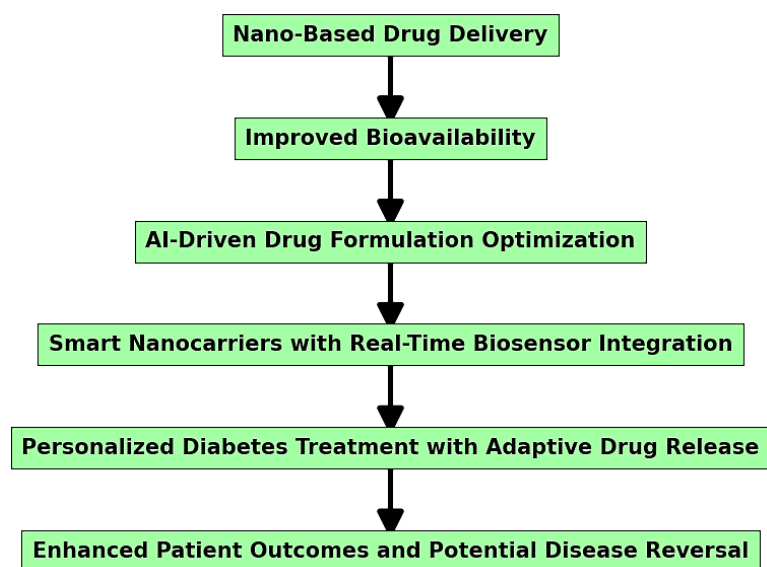 Nano-Based Drug Delivery
Improved Bioavailability
AI-Driven Drug Formulation Optimization
Smart Nanocarriers with Real-Time Biosensor Integration
Personalized Diabetes Treatment with Adaptive Drug Release
Enhanced Patient Outcomes and Potential Disease Reversal